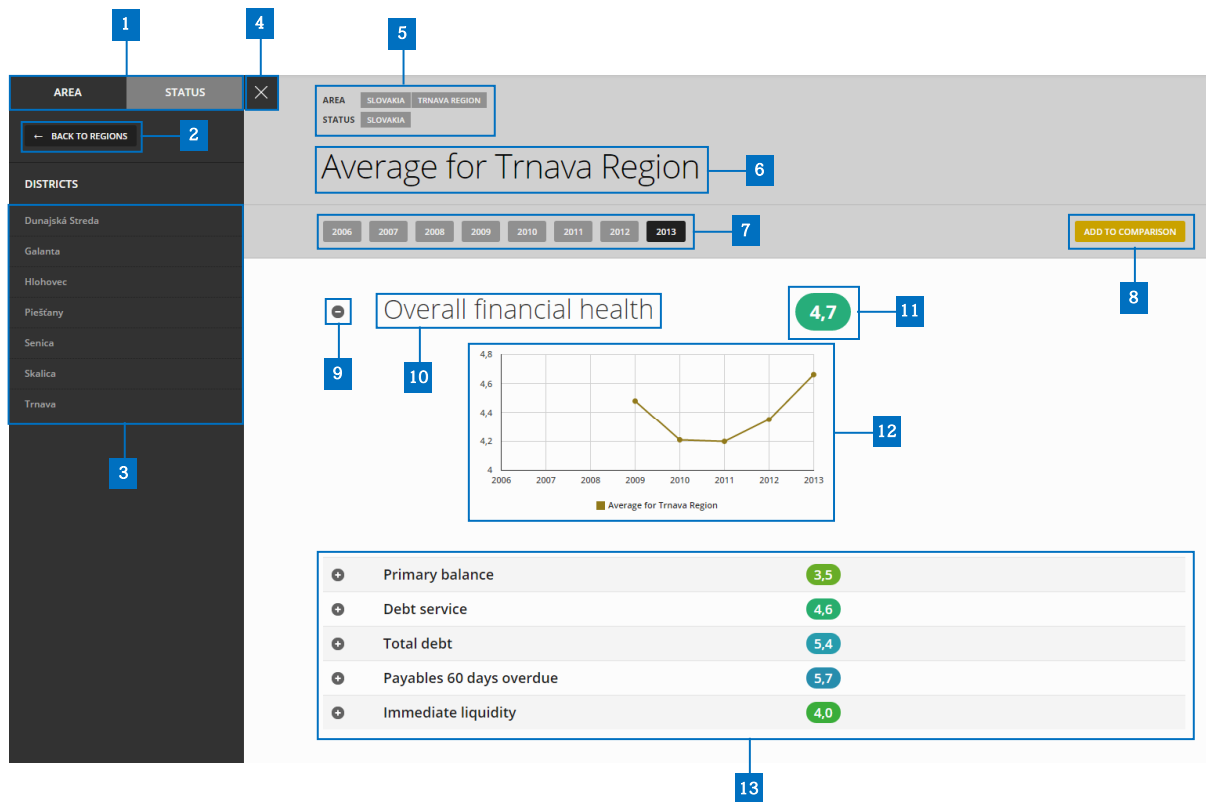 1
4
5
AREA STATUS
AREA SLOVAKIA TRNAVA REGION
STATUS SLOVAKIA
← BACK TO REGIONS
2
Average for Trnava Region
6
DISTRICTS
Dunajská Streda
Galanta
Hlohovec
Piešťany
Senica
Skalica
Trnava
3
2006 2007 2008 2009 2010 2011 2012 2013
7
ADD TO COMPARISON
8
Overall financial health
4,7
11
9
10
4,8
4,6
4,4
4,2
4
2006 2007 2008 2009 2010 2011 2012 2013
Average for Trnava Region
12
Primary balance 3,5
Debt service 4,6
Total debt 5,4
Payables 60 days overdue 5,7
Immediate liquidity 4,0
13